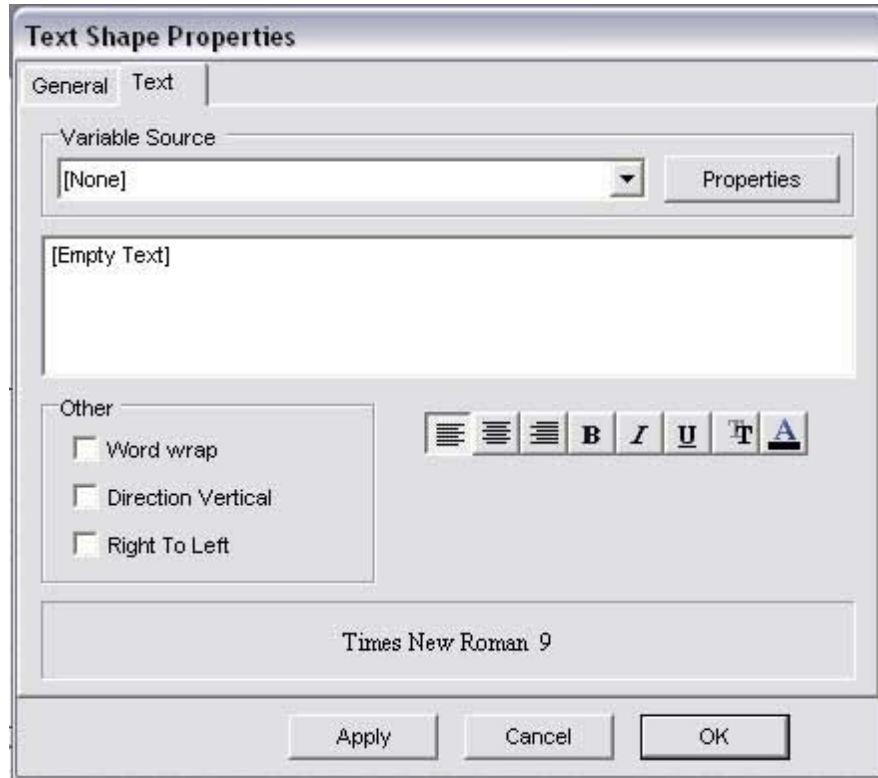 Text Shape Properties
General Text
Variable Source
[None] Properties
[Empty Text]
Other
Word wrap
Direction Vertical
Right To Left
B I U T A
Times New Roman 9
Apply Cancel OK